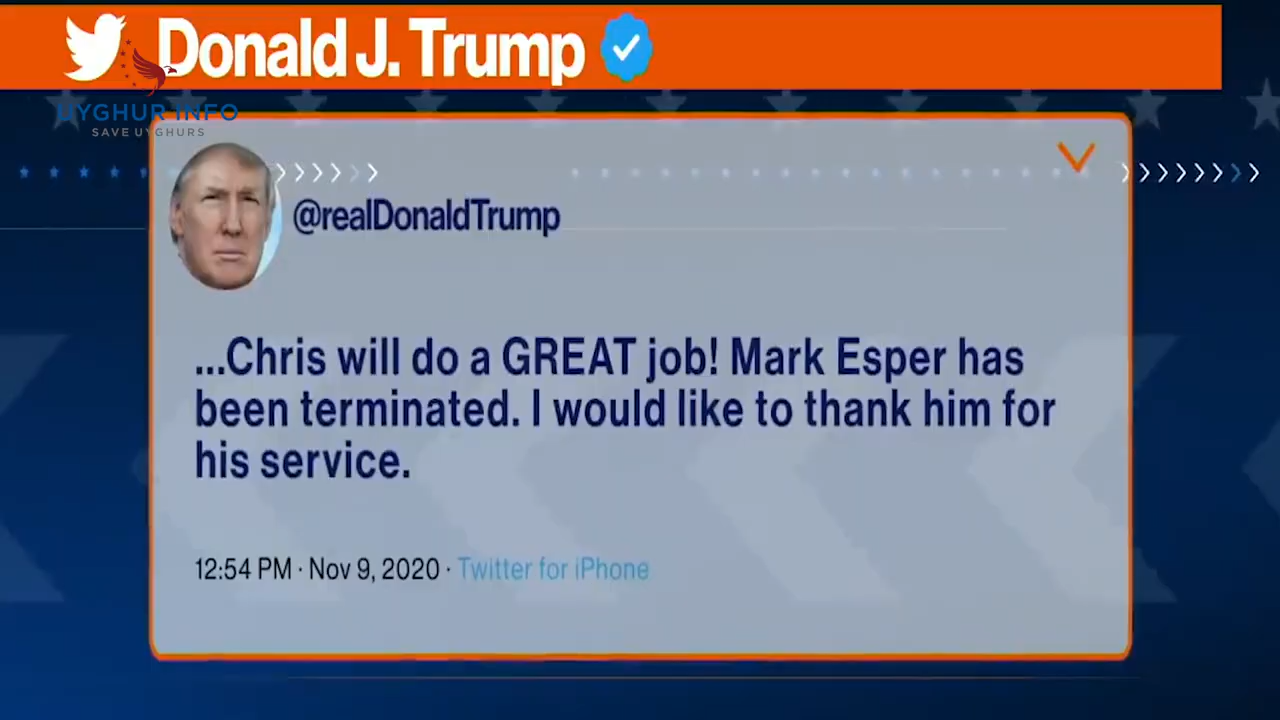 Donald J. Trump
UYGHUR INFO
SAVE UYGHURS
@realDonaldTrump
...Chris will do a GREAT job! Mark Esper has
been terminated. I would like to thank him for
his service.
12:54 PM · Nov 9, 2020 · Twitter for iPhone